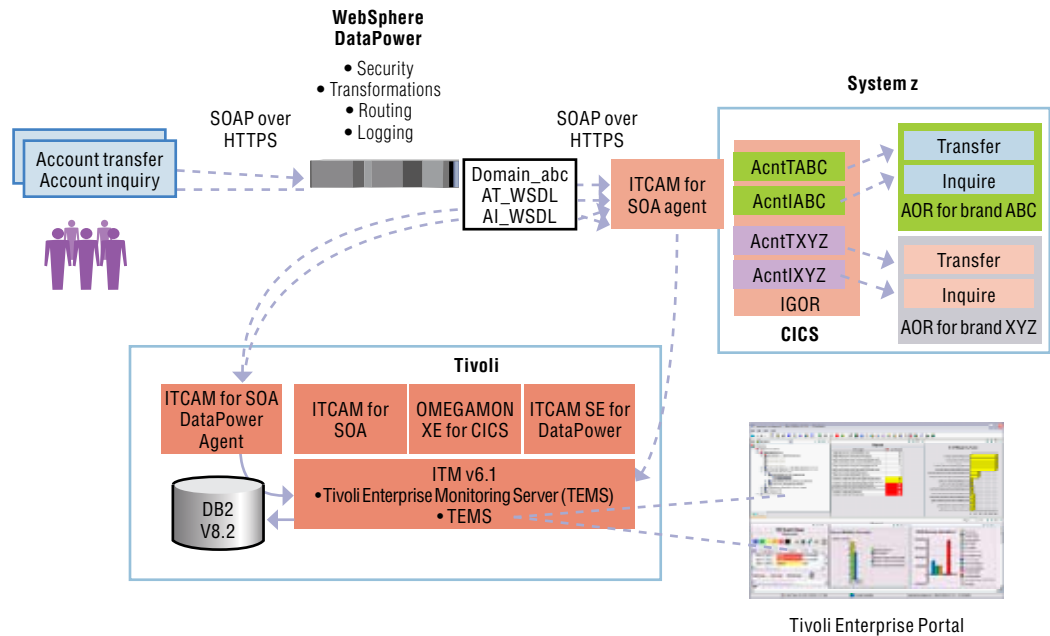 WebSphere
DataPower
• Security
• Transformations
• Routing
• Logging
SOAP over
HTTPS
SOAP over
HTTPS
System z
Account transfer
Account inquiry
Domain_abc
AT_WSDL
AI_WSDL
ITCAM for
SOA agent
AcntTABC
AcntIABC
AcntTXYZ
AcntIXYZ
IGOR
CICS
Transfer
Inquire
AOR for brand ABC
Transfer
Inquire
AOR for brand XYZ
Tivoli
ITCAM for SOA
DataPower
Agent
ITCAM for
SOA
OMEGAMON
XE for CICS
ITCAM SE for
DataPower
ITM v6.1
•Tivoli Enterprise Monitoring Server (TEMS)
• TEMS
DB2
V8.2
Tivoli Enterprise Portal